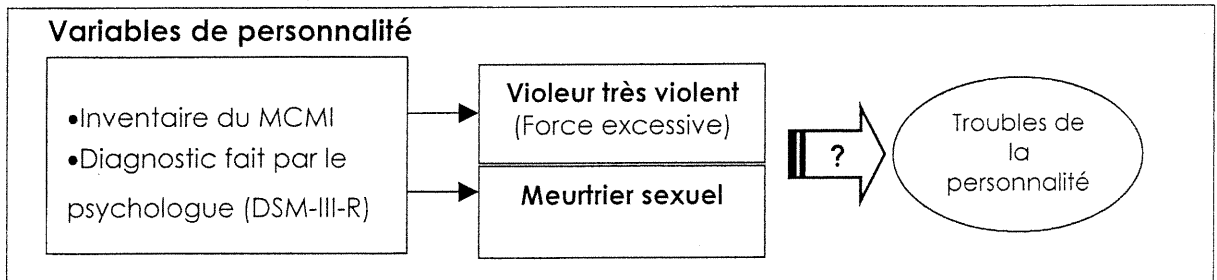 Variables de personnalité
•Inventaire du MCMI
•Diagnostic fait par le
psychologue (DSM-III-R)
Violeur très violent
(Force excessive)
Meurtrier sexuel
?
Troubles de
la
personnalité